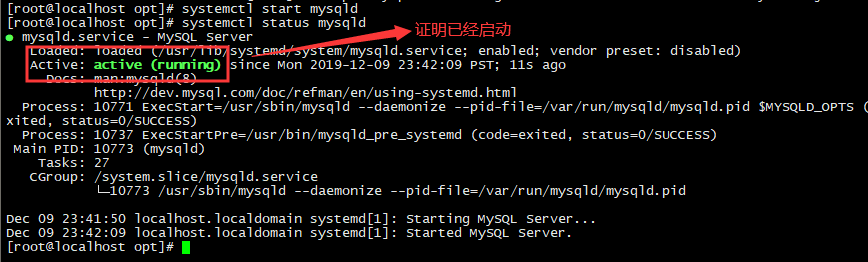 [root@localhost opt]# systemctl start mysqld
[root@localhost opt]# systemctl status mysqld
● mysqld.service - MySQL Server
证明已经启动
Loaded: loaded (/usr/lib/systemd/system/mysqld.service; enabled; vendor preset: disabled)
Active: active (running) since Mon 2019-12-09 23:42:09 PST; 11s ago
Docs: man:mysqld(8)
http://dev.mysql.com/doc/refman/en/using-systemd.html
Process: 10771 ExecStart=/usr/sbin/mysqld --daemonize --pid-file=/var/run/mysqld/mysqld.pid $MYSQLD_OPTS (
xited, status=0/SUCCESS)
Process: 10737 ExecStartPre=/usr/bin/mysqld_pre_systemd (code=exited, status=0/SUCCESS)
Main PID: 10773 (mysqld)
Tasks: 27
CGroup: /system.slice/mysqld.service
└─10773 /usr/sbin/mysqld --daemonize --pid-file=/var/run/mysqld/mysqld.pid
Dec 09 23:41:50 localhost.localdomain systemd[1]: Starting MySQL Server...
Dec 09 23:42:09 localhost.localdomain systemd[1]: Started MySQL Server.
[root@localhost opt]#